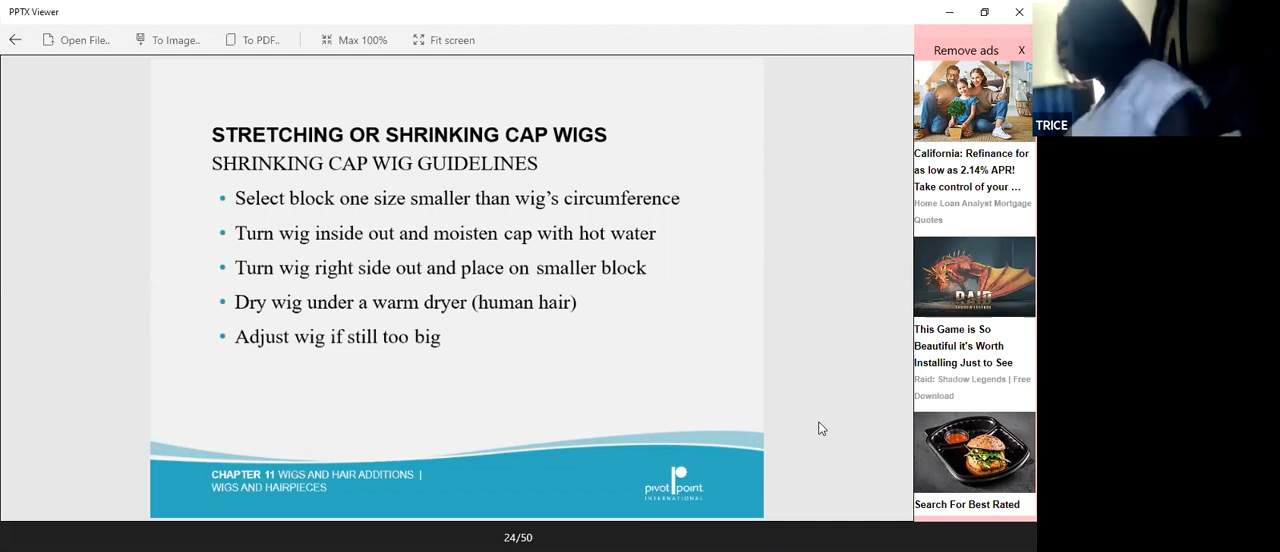 PPTX Viewer
Open File..
To Image..
To PDF..
Max 100%
Fit screen
Remove ads X
TRICE
STRETCHING OR SHRINKING CAP WIGS
SHRINKING CAP WIG GUIDELINES
• Select block one size smaller than wig's circumference
• Turn wig inside out and moisten cap with hot water
• Turn wig right side out and place on smaller block
• Dry wig under a warm dryer (human hair)
• Adjust wig if still too big
CHAPTER 11 WIGS AND HAIR ADDITIONS |
WIGS AND HAIRPIECES
pivot point
INTERNATIONAL
24/50
California: Refinance for
as low as 2.14% APR!
Take control of your ...
Home Loan Analyst Mortgage
Quotes
RAID
SHADOW LEGENDS
This Game is So
Beautiful it's Worth
Installing Just to See
Raid: Shadow Legends | Free
Download
Search For Best Rated